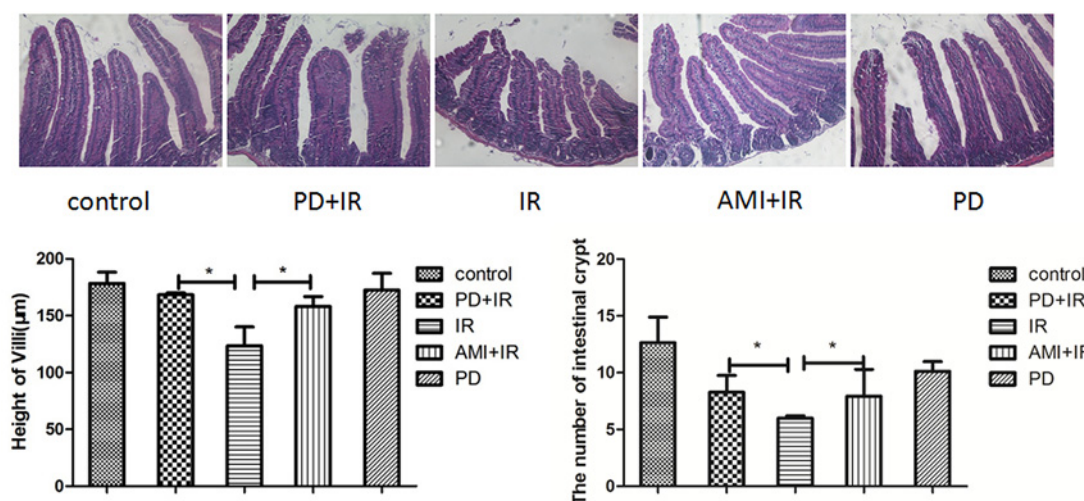 control PD+IR IR AMI+IR PD
Height of Villi(μm)
200
150
100
50
0
* *
control
PD+IR
IR
AMI+IR
PD
The number of intestinal crypt
20
15
10
5
0
* *
control
PD+IR
IR
AMI+IR
PD